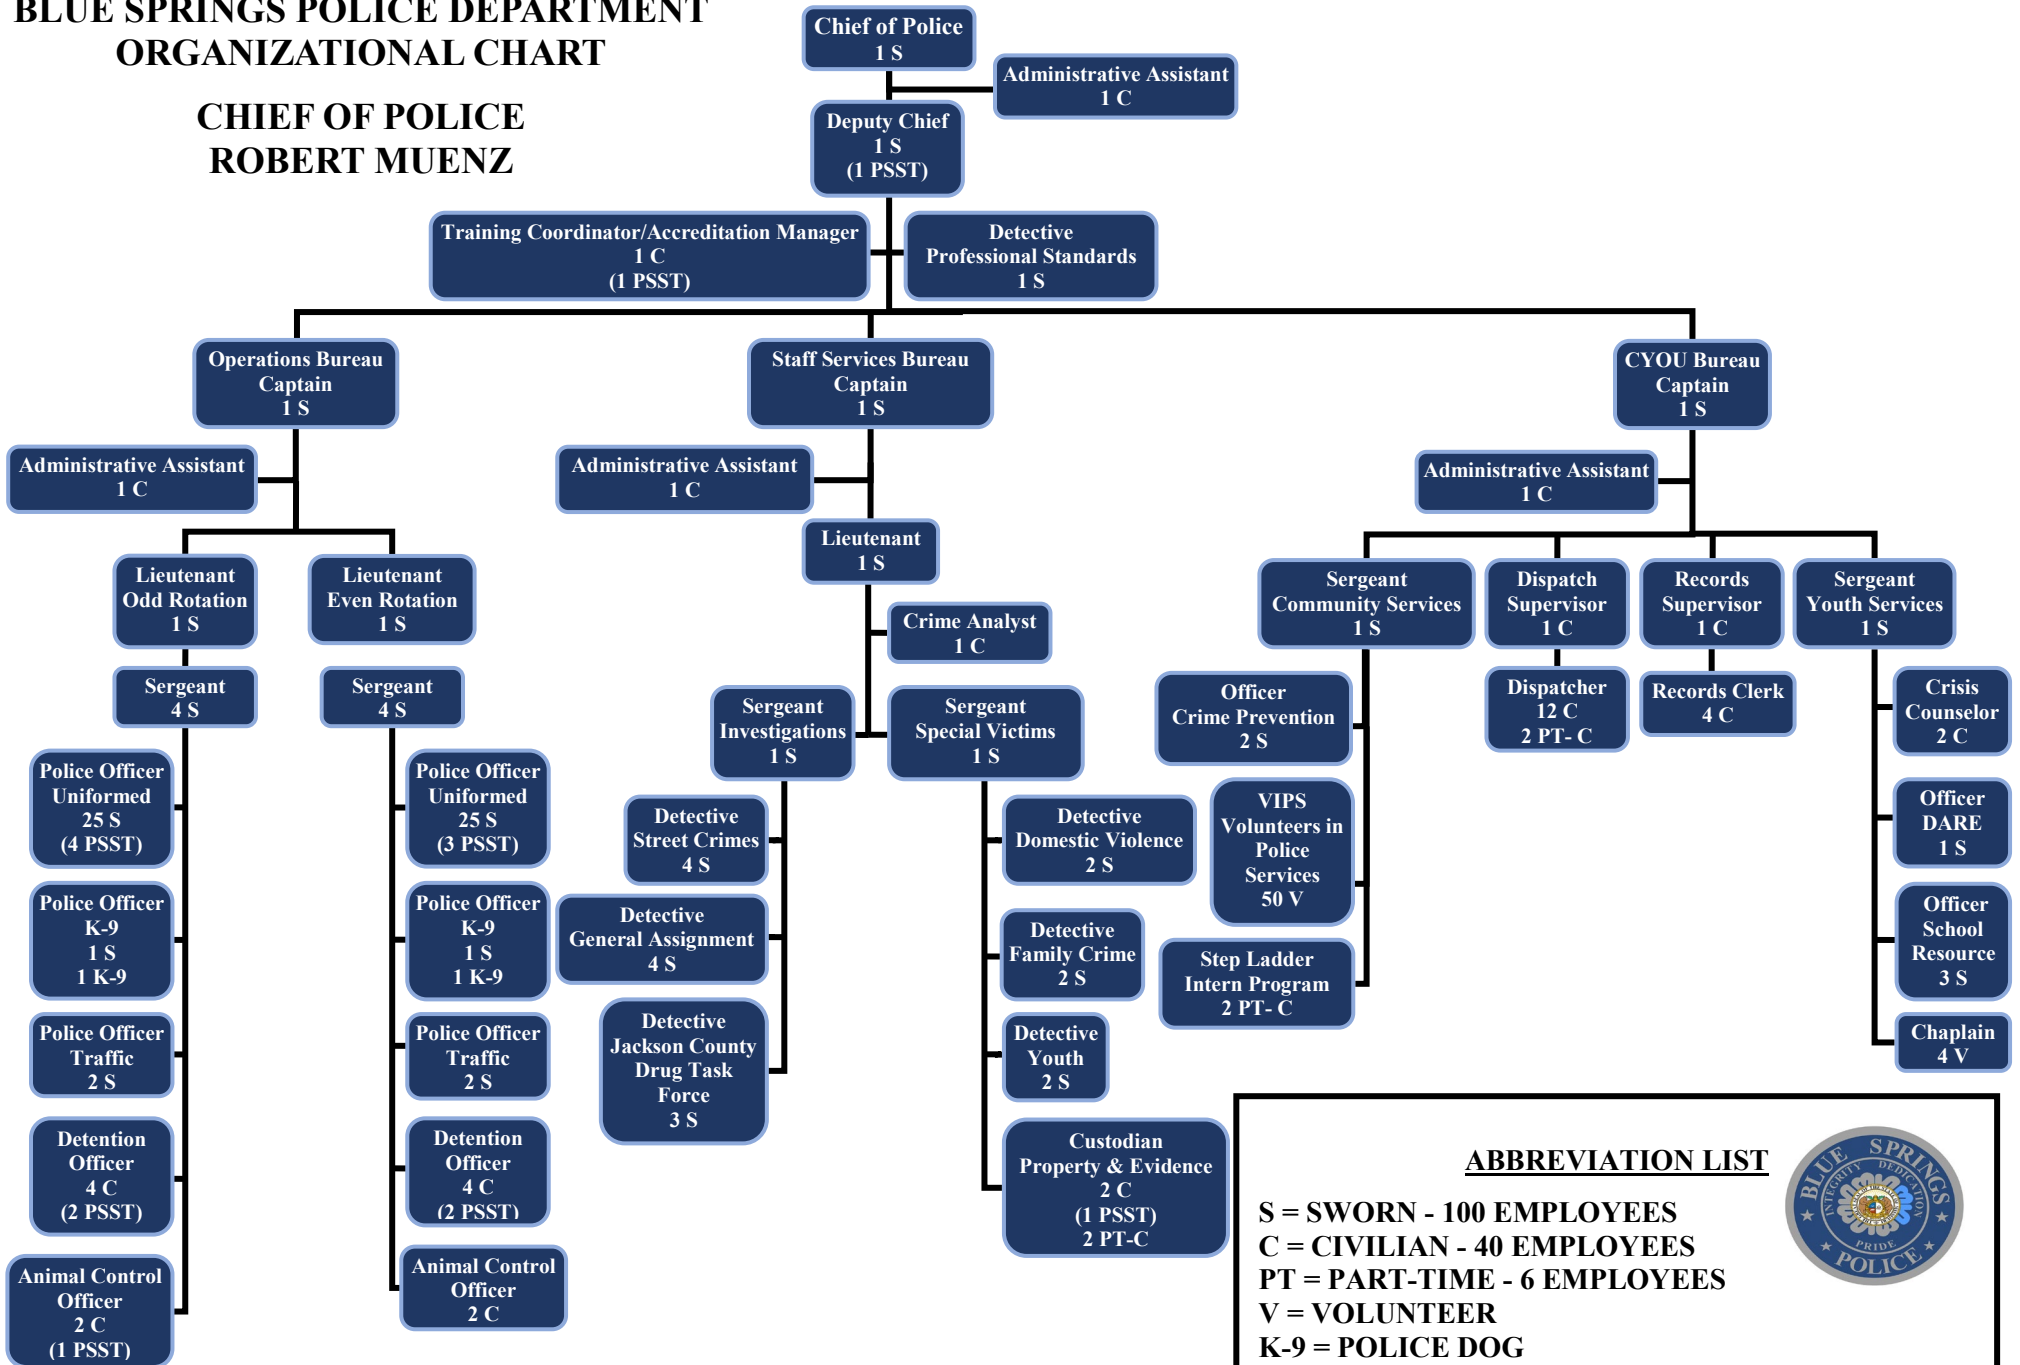 BLUE SPRINGS POLICE DEPARTMENT
ORGANIZATIONAL CHART
CHIEF OF POLICE
ROBERT MUENZ
Chief of Police
1 S
Administrative Assistant
1 C
Deputy Chief
1 S
(1 PSST)
Training Coordinator/Accreditation Manager
1 C
(1 PSST)
Detective
Professional Standards
1 S
Operations Bureau
Captain
1 S
Staff Services Bureau
Captain
1 S
CYOU Bureau
Captain
1 S
Administrative Assistant
1 C
Administrative Assistant
1 C
Administrative Assistant
1 C
Lieutenant
Odd Rotation
1 S
Lieutenant
Even Rotation
1 S
Sergeant
4 S
Sergeant
4 S
Police Officer
Uniformed
25 S
(4 PSST)
Police Officer
Uniformed
25 S
(3 PSST)
Police Officer
K-9
1 S
1 K-9
Police Officer
K-9
1 S
1 K-9
Police Officer
Traffic
2 S
Police Officer
Traffic
2 S
Detention
Officer
4 C
(2 PSST)
Detention
Officer
4 C
(2 PSST)
Animal Control
Officer
2 C
(1 PSST)
Animal Control
Officer
2 C
Lieutenant
1 S
Crime Analyst
1 C
Sergeant
Investigations
1 S
Sergeant
Special Victims
1 S
Detective
Street Crimes
4 S
Detective
General Assignment
4 S
Detective
Jackson County
Drug Task
Force
3 S
Detective
Domestic Violence
2 S
Detective
Family Crime
2 S
Detective
Youth
2 S
Custodian
Property & Evidence
2 C
(1 PSST)
2 PT-C
Sergeant
Community Services
1 S
Dispatch
Supervisor
1 C
Records
Supervisor
1 C
Sergeant
Youth Services
1 S
Officer
Crime Prevention
2 S
VIPS
Volunteers in
Police
Services
50 V
Step Ladder
Intern Program
2 PT- C
Dispatcher
12 C
2 PT- C
Records Clerk
4 C
Crisis
Counselor
2 C
Officer
DARE
1 S
Officer
School
Resource
3 S
Chaplain
4 V
ABBREVIATION LIST
S = SWORN - 100 EMPLOYEES
C = CIVILIAN - 40 EMPLOYEES
PT = PART-TIME - 6 EMPLOYEES
V = VOLUNTEER
K-9 = POLICE DOG
BLUE SPRINGS
INTEGRITY DEDICATION
PRIDE
POLICE